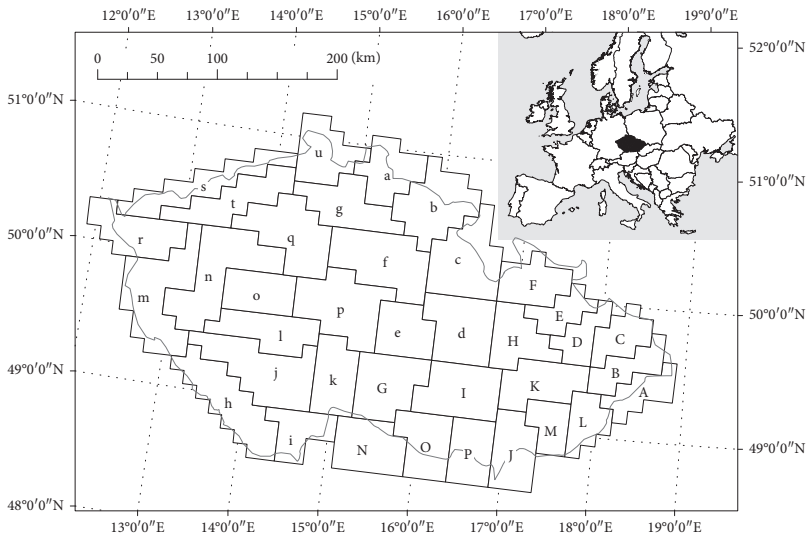 12°0′0″E 13°0′0″E 14°0′0″E 15°0′0″E 16°0′0″E 17°0′0″E 18°0′0″E 19°0′0″E
0 50 100 200 (km)
52°0′0″N
51°0′0″N
51°0′0″N
50°0′0″N
50°0′0″N
49°0′0″N
49°0′0″N
48°0′0″N
u
a
s
t
g
b
r
q
f
c
n
F
m
o
p
E
e
d
H
D
C
l
j
k
G
I
K
B
A
h
i
N
O
P
J
M
L
13°0′0″E 14°0′0″E 15°0′0″E 16°0′0″E 17°0′0″E 18°0′0″E 19°0′0″E